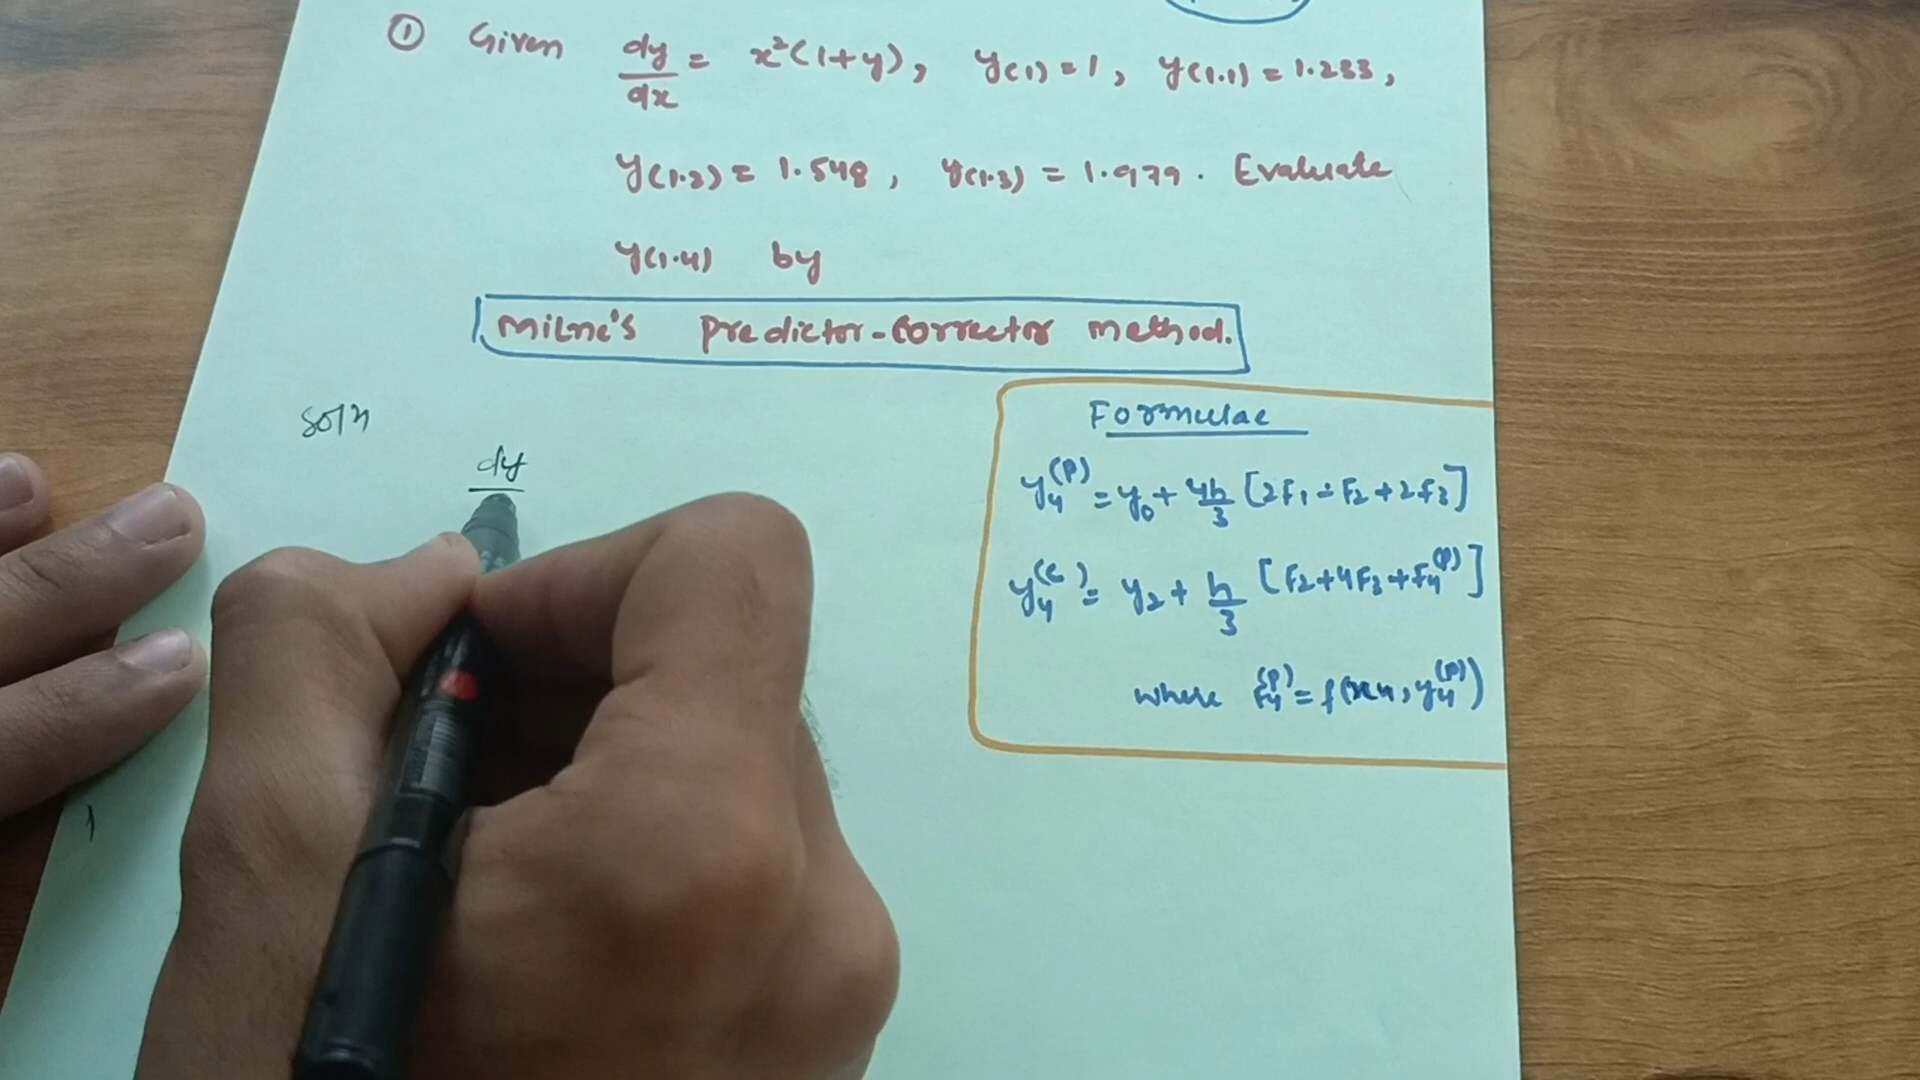 ① Given dy/dx = x²(1+y), y(1) = 1, y(1.1) = 1.233,
y(1.2) = 1.548, y(1.3) = 1.979. Evaluate
y(1.4) by
Milne's predictor-corrector method.
Soln
dy
Formulae
y₄⁽ᵖ⁾ = y₀ + 4h/3 [2F₁ - F₂ + 2F₃]
y₄⁽ᶜ⁾ = y₂ + h/3 [F₂ + 4F₃ + F₄⁽ᵖ⁾]
where F₄⁽ᵖ⁾ = f(x₄, y₄⁽ᵖ⁾)